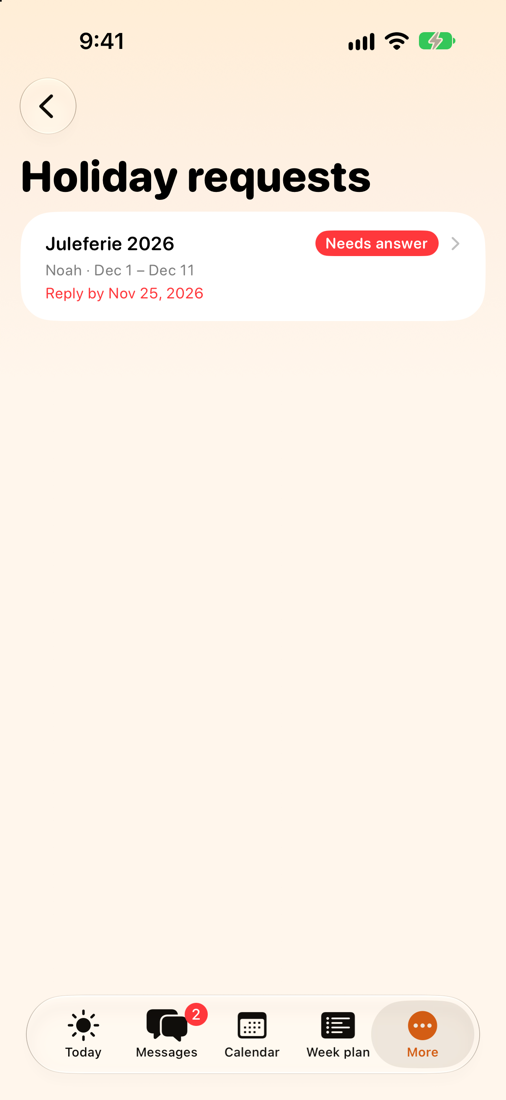 9:41
Holiday requests
Juleferie 2026
Needs answer
Noah · Dec 1 – Dec 11
Reply by Nov 25, 2026
2
Today
Messages
Calendar
Week plan
More